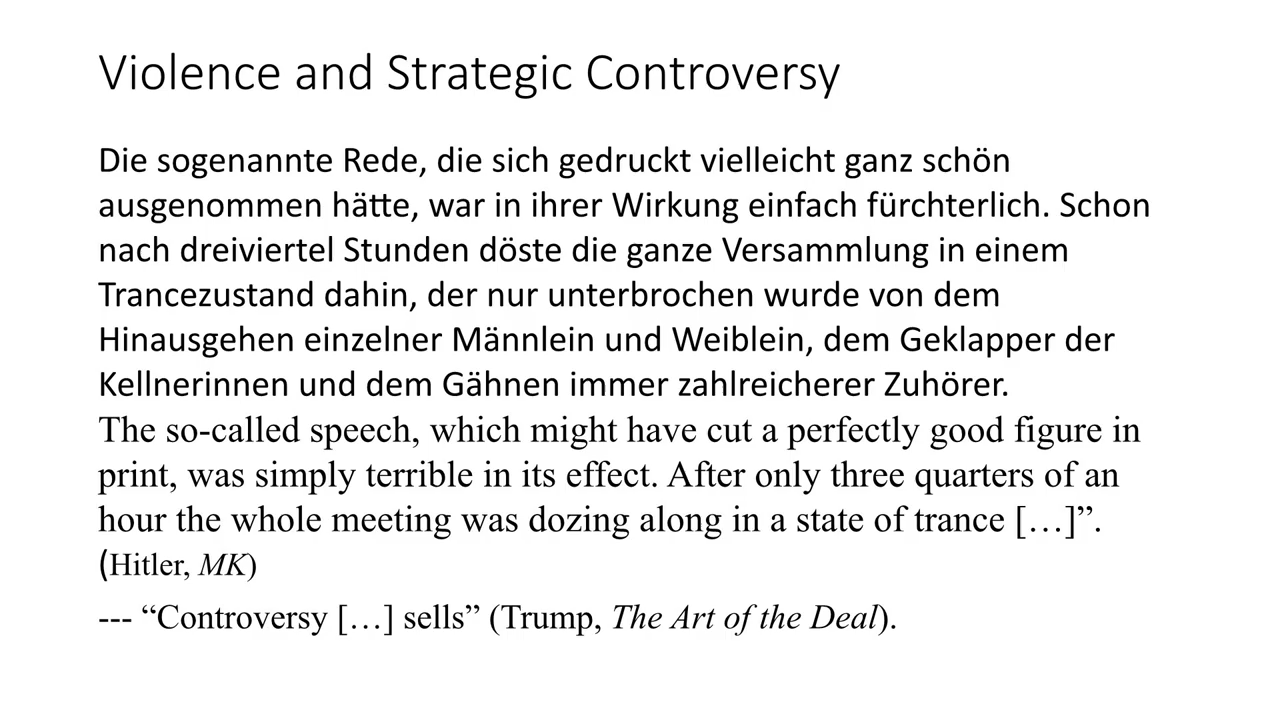 Violence and Strategic Controversy
Die sogenannte Rede, die sich gedruckt vielleicht ganz schön
ausgenommen hätte, war in ihrer Wirkung einfach fürchterlich. Schon
nach dreiviertel Stunden döste die ganze Versammlung in einem
Trancezustand dahin, der nur unterbrochen wurde von dem
Hinausgehen einzelner Männlein und Weiblein, dem Geklapper der
Kellnerinnen und dem Gähnen immer zahlreicherer Zuhörer.
The so-called speech, which might have cut a perfectly good figure in
print, was simply terrible in its effect. After only three quarters of an
hour the whole meeting was dozing along in a state of trance […]”.
(Hitler, MK)
--- “Controversy […] sells” (Trump, The Art of the Deal).